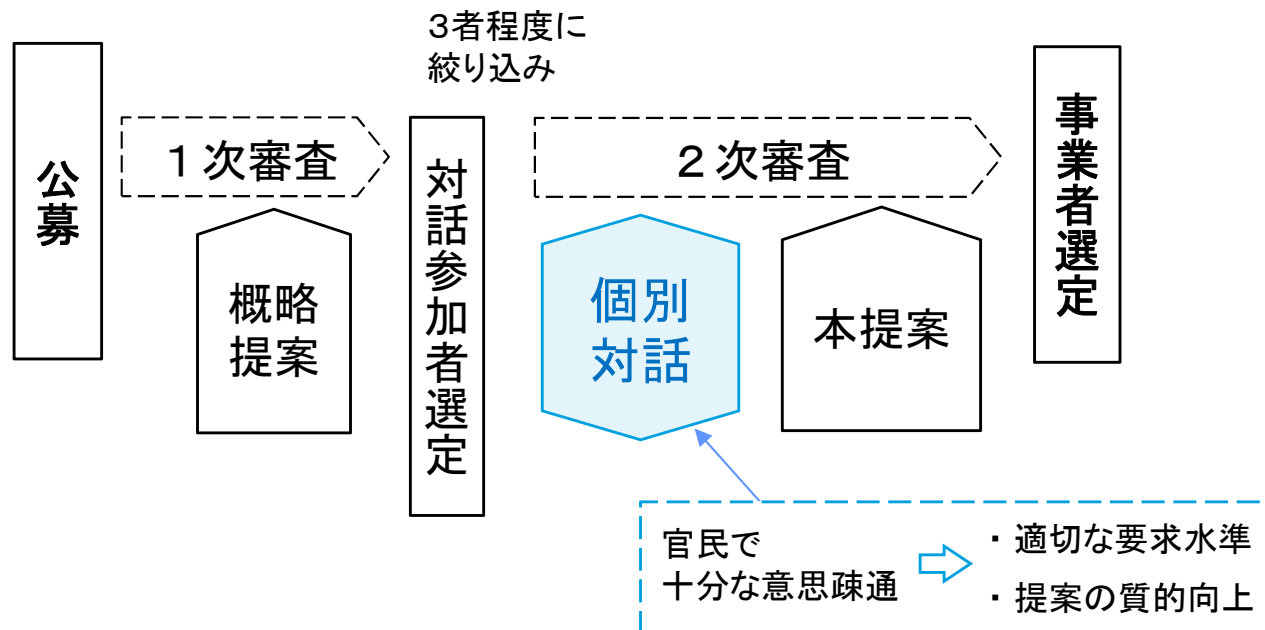 ３者程度に
絞り込み
公募
１次審査
概略
提案
対話参加者選定
２次審査
個別
対話
本提案
事業者選定
官民で
十分な意思疎通
・適切な要求水準
・提案の質的向上